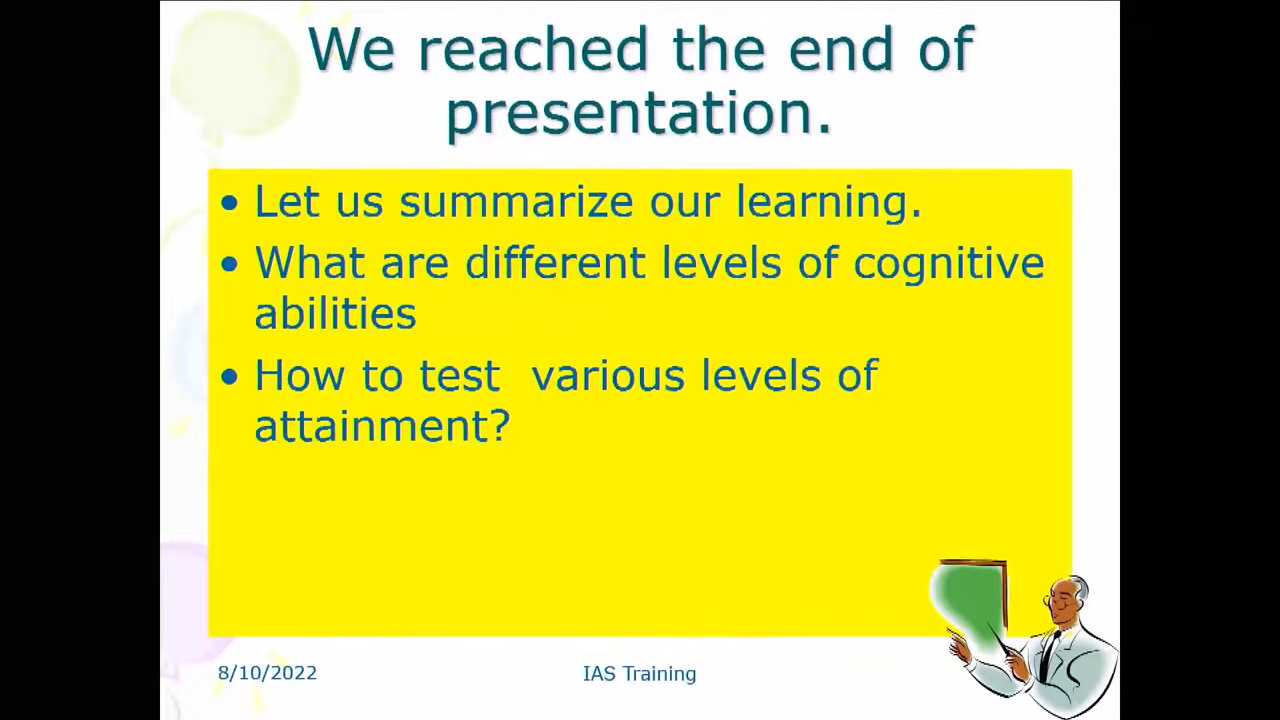 We reached the end of
presentation.
• Let us summarize our learning.
• What are different levels of cognitive
abilities
• How to test  various levels of
attainment?
8/10/2022
IAS Training